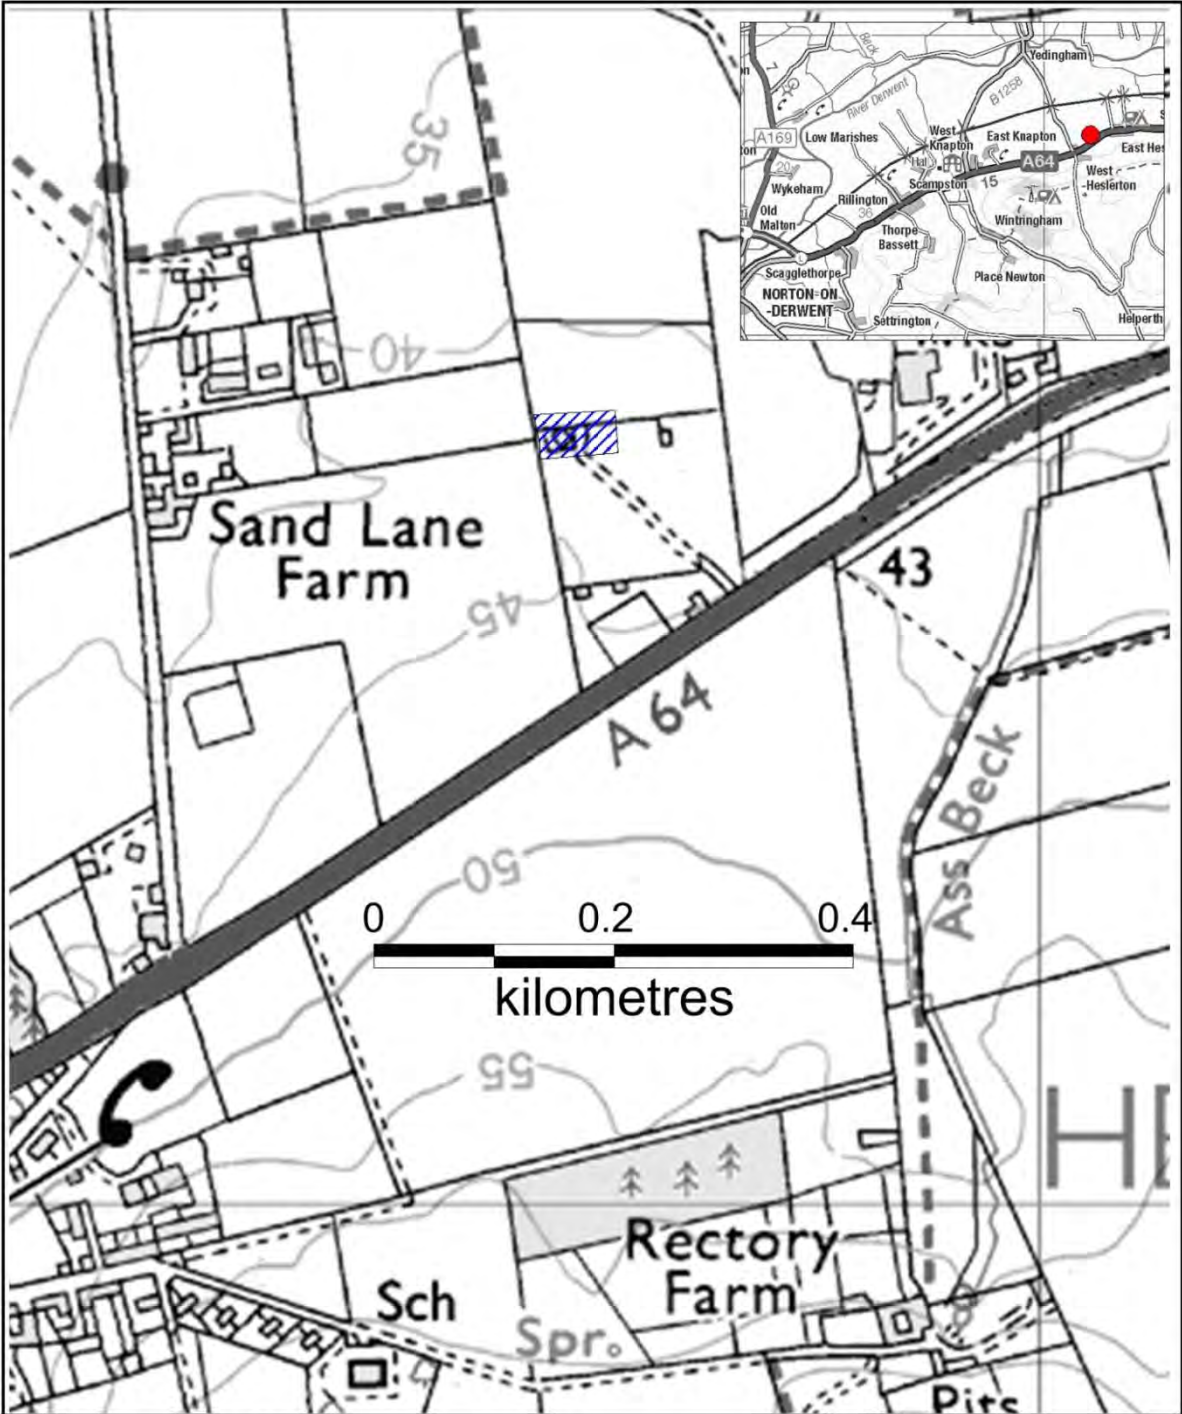 35
40
Sand Lane
Farm
45
43
A 64
Ass Beck
50
0 0.2 0.4
kilometres
55
HE
Rectory
Farm
Sch
Spr.
Pits
Yedingham
Beck
River Derwent
B1258
A169
Low Marishes
West
Knapton
East Knapton
Hall
A64
East Hes
20
Wykeham
Scampston
15
West
-Heslerton
Rillington
36
Wintringham
Old
Malton
Thorpe
Bassett
Scagglethorpe
Place Newton
NORTON-ON
-DERWENT
Settrington
Helperth